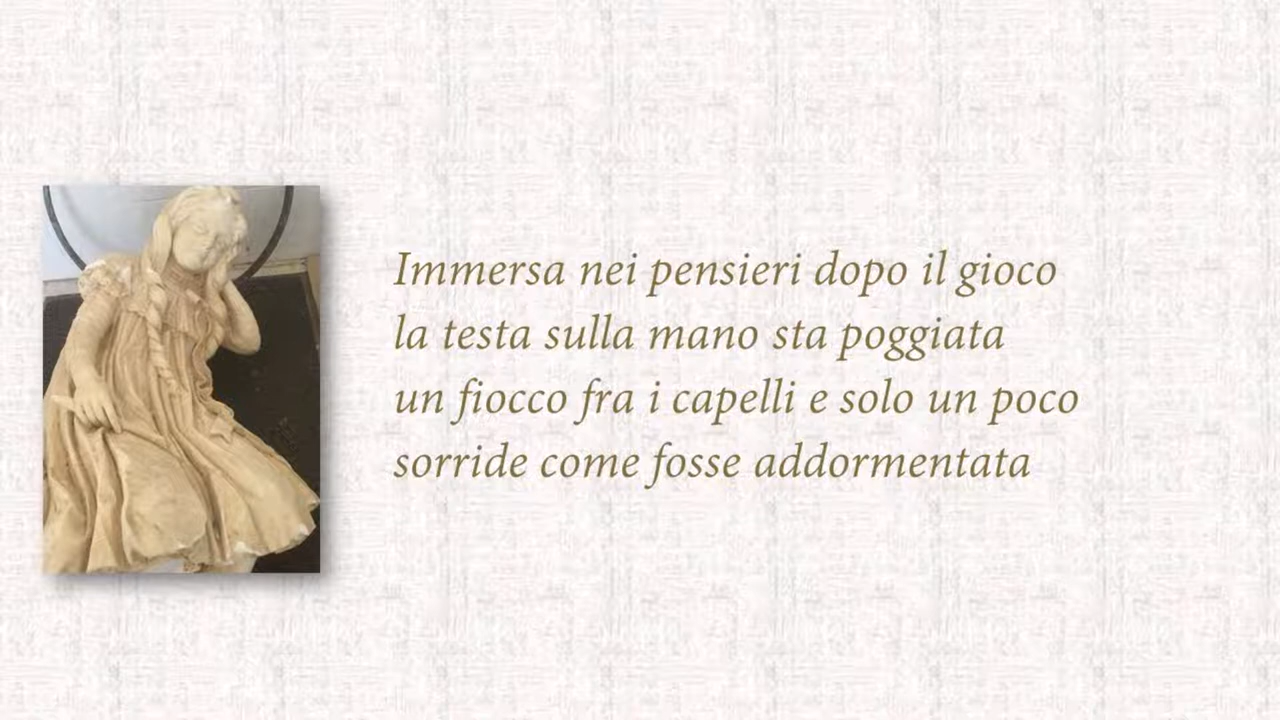 Immersa nei pensieri dopo il gioco
la testa sulla mano sta poggiata
un fiocco fra i capelli e solo un poco
sorride come fosse addormentata